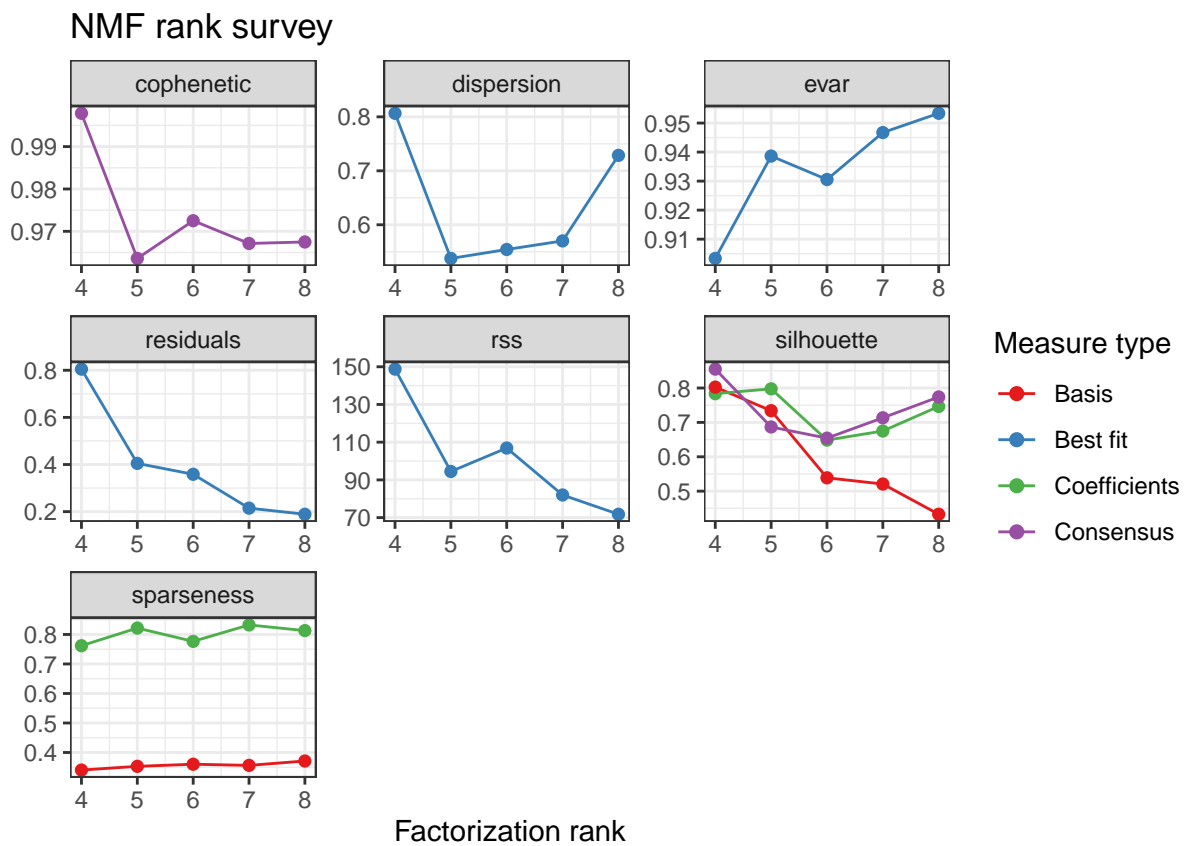 NMF rank survey
cophenetic
dispersion
evar
0.99
0.98
0.97
4 5 6 7 8
0.8
0.7
0.6
4 5 6 7 8
0.95
0.94
0.93
0.92
0.91
4 5 6 7 8
residuals
rss
silhouette
0.8
0.6
0.4
0.2
4 5 6 7 8
150
130
110
90
70
4 5 6 7 8
0.8
0.7
0.6
0.5
4 5 6 7 8
Measure type
Basis
Best fit
Coefficients
Consensus
sparseness
0.8
0.7
0.6
0.5
0.4
4 5 6 7 8
Factorization rank